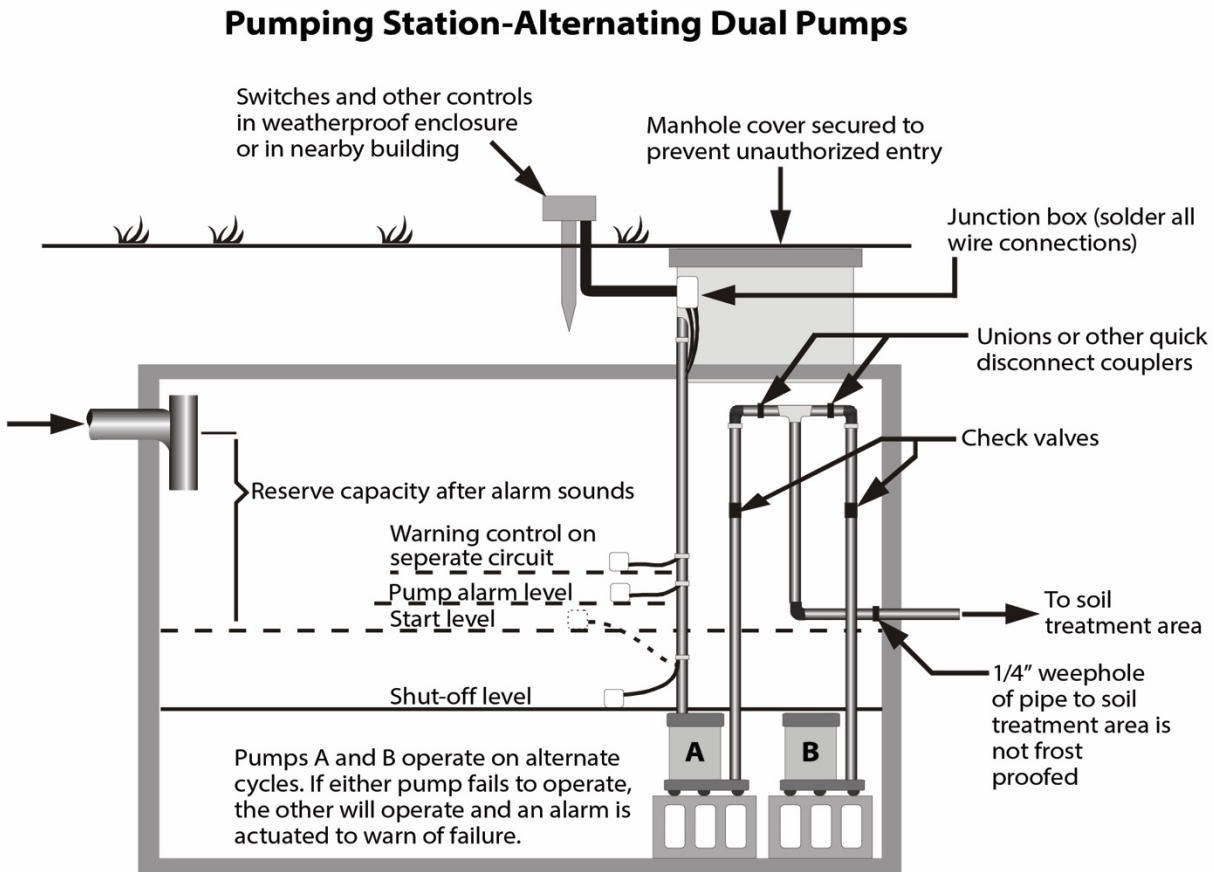 Pumping Station-Alternating Dual Pumps
Switches and other controls
in weatherproof enclosure
or in nearby building
Manhole cover secured to
prevent unauthorized entry
Junction box (solder all
wire connections)
Unions or other quick
disconnect couplers
Check valves
Reserve capacity after alarm sounds
Warning control on
seperate circuit
Pump alarm level
Start level
Shut-off level
To soil
treatment area
1/4” weephole
of pipe to soil
treatment area is
not frost
proofed
A
B
Pumps A and B operate on alternate
cycles. If either pump fails to operate,
the other will operate and an alarm is
actuated to warn of failure.